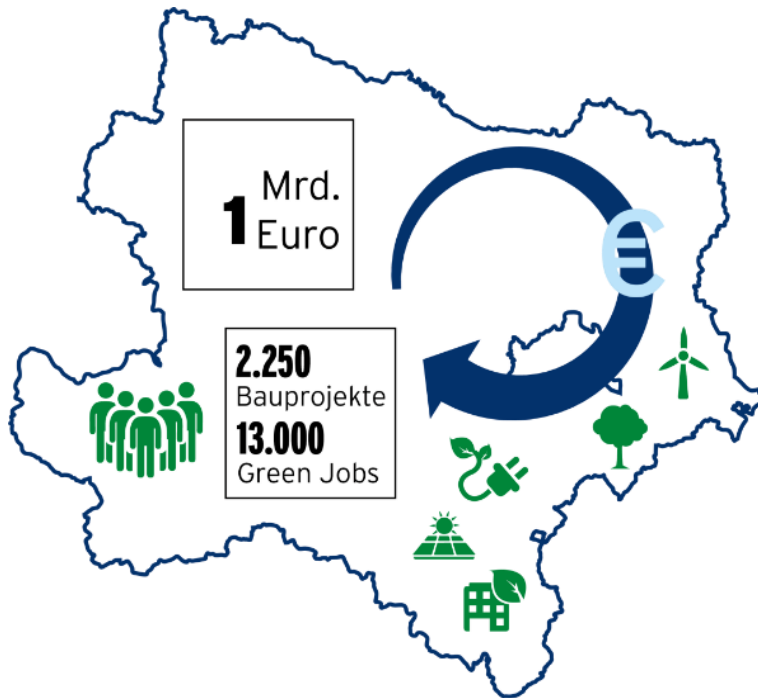 1 Mrd.
Euro
€
2.250
Bauprojekte
13.000
Green Jobs